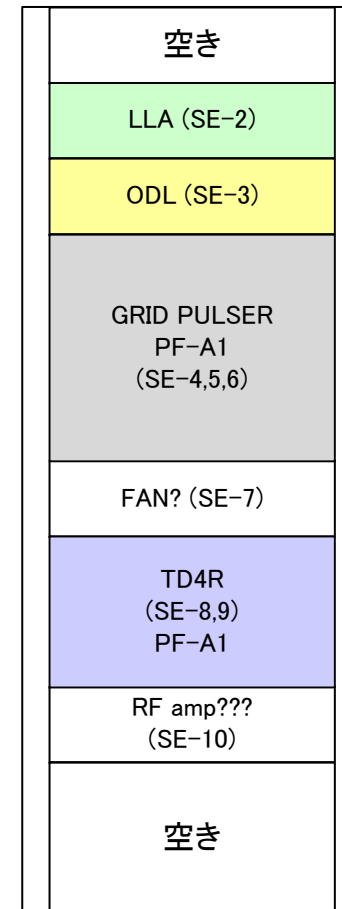 空き
LLA (SE-2)
ODL (SE-3)
GRID PULSER
PF-A1
(SE-4,5,6)
FAN? (SE-7)
TD4R
(SE-8,9)
PF-A1
RF amp???
(SE-10)
空き